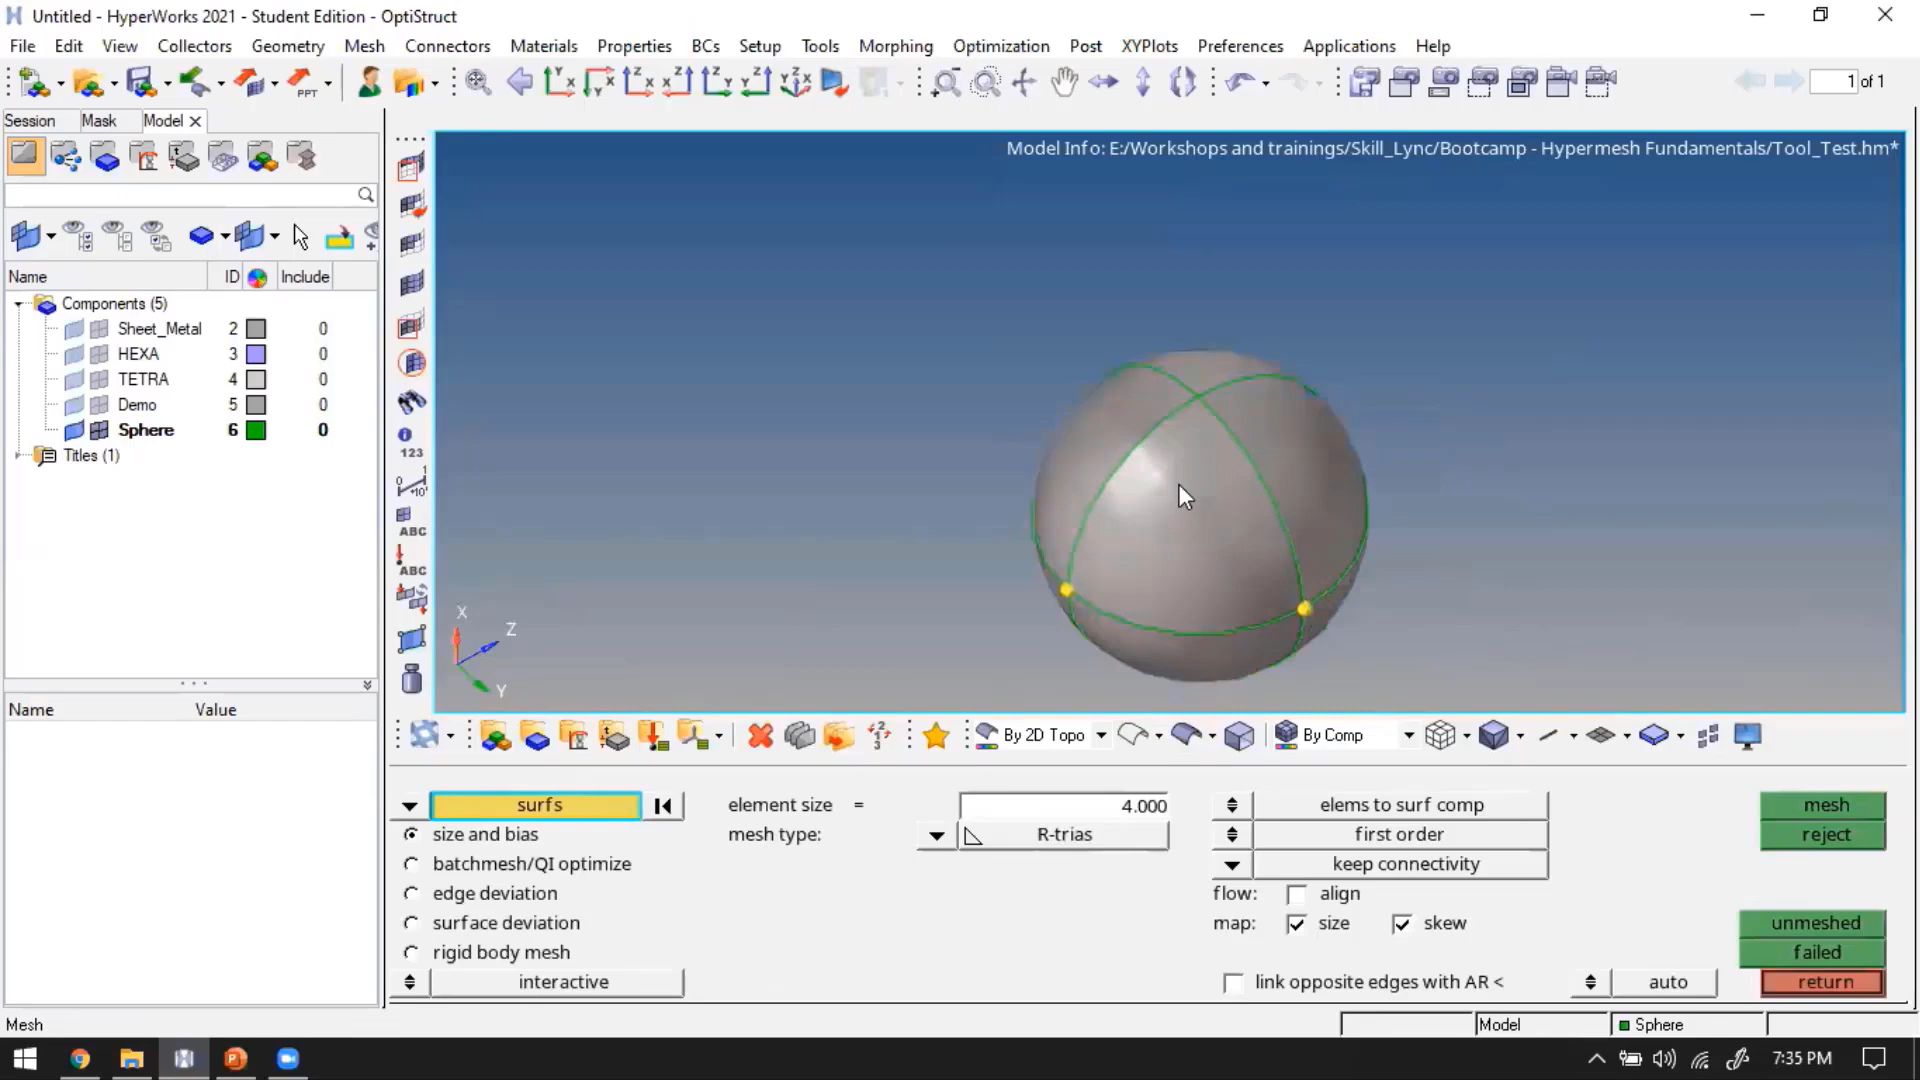 Untitled - HyperWorks 2021 - Student Edition - OptiStruct
File Edit View Collectors Geometry Mesh Connectors Materials Properties BCs Setup Tools Morphing Optimization Post XYPlots Preferences Applications Help
PPT
1 of 1
Session Mask Model
Model Info: E:/Workshops and trainings/Skill_Lync/Bootcamp - Hypermesh Fundamentals/Tool_Test.hm*
Name ID Include
Components (5)
Sheet_Metal 2 0
HEXA 3 0
TETRA 4 0
Demo 5 0
Sphere 6 0
Titles (1)
123
ABC
ABC
X
Z
Y
Name Value
By 2D Topo
By Comp
surfs
element size = 4.000
elems to surf comp
mesh
size and bias
mesh type: R-trias
first order
reject
batchmesh/QI optimize
keep connectivity
edge deviation
flow: align
surface deviation
map: size skew
unmeshed
rigid body mesh
failed
interactive
link opposite edges with AR < auto
return
Mesh
Model
Sphere
7:35 PM